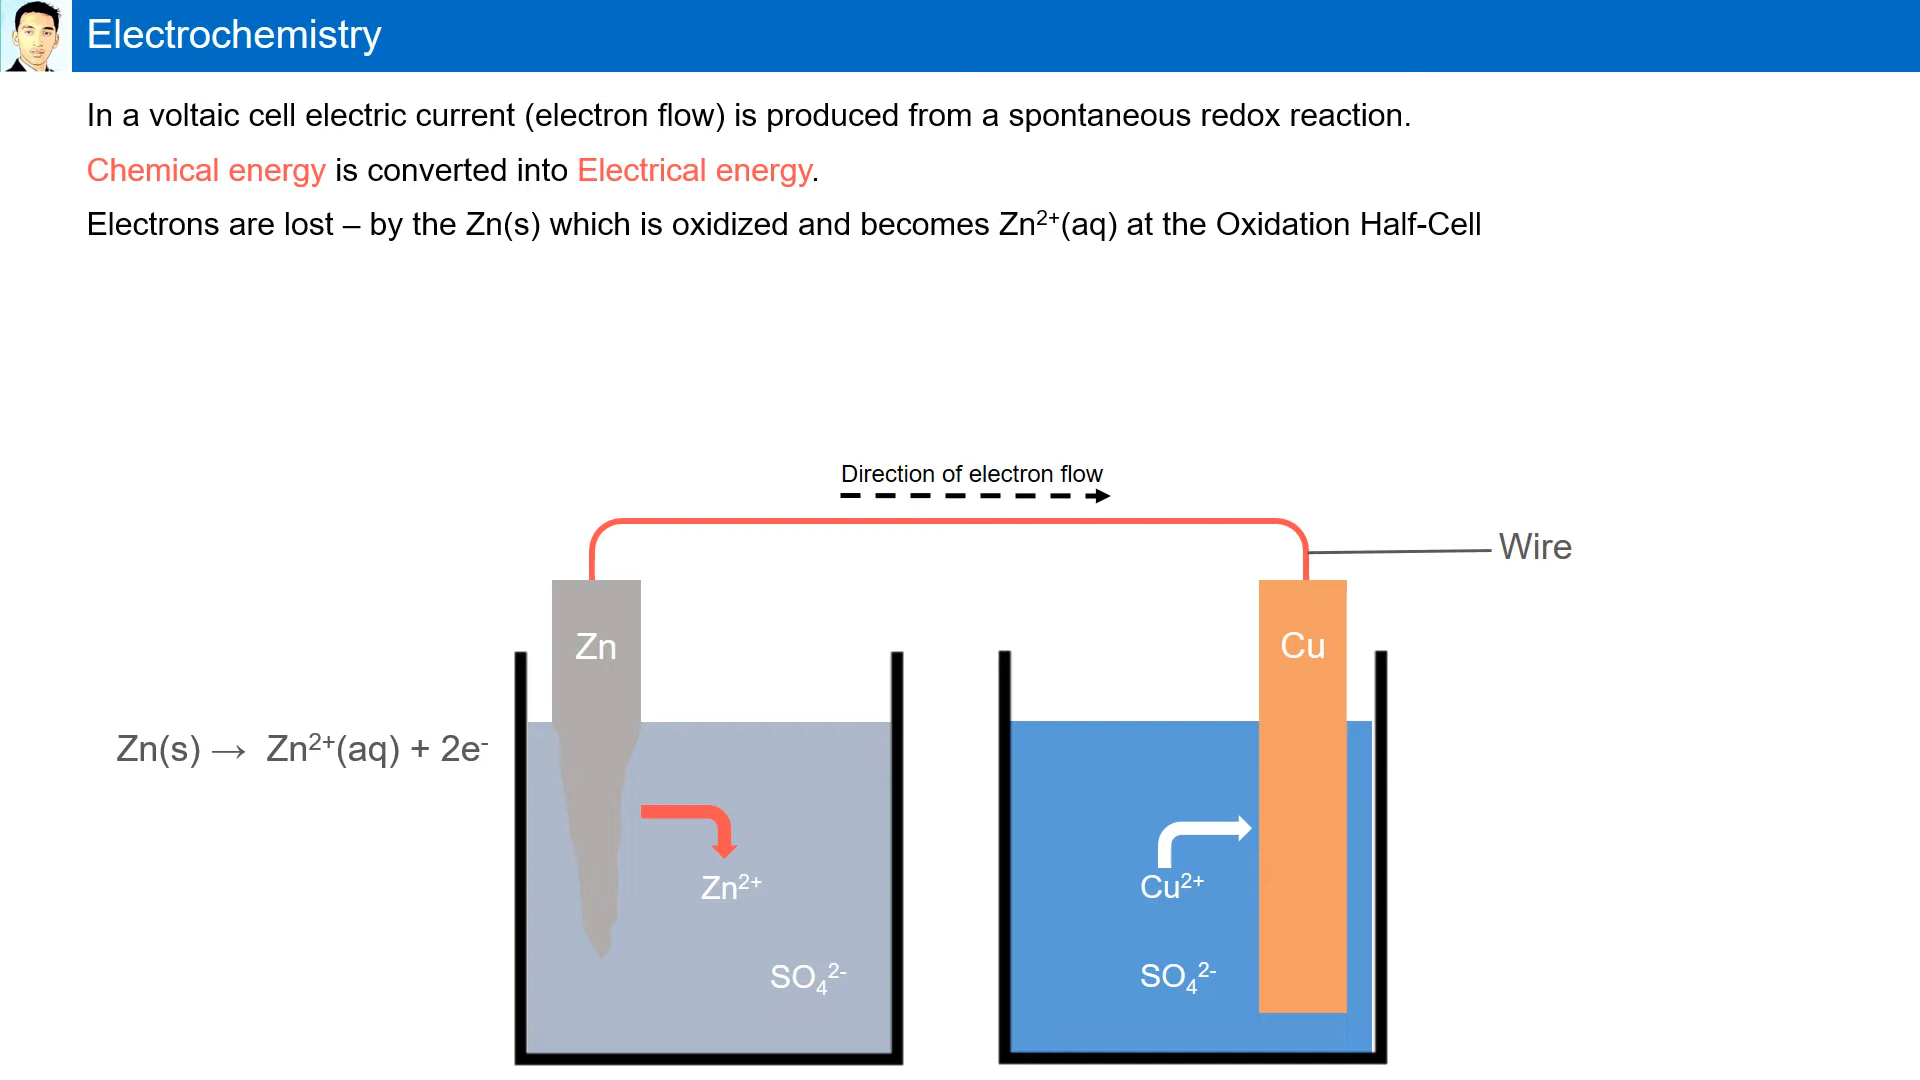 Electrochemistry
In a voltaic cell electric current (electron flow) is produced from a spontaneous redox reaction.
Chemical energy is converted into Electrical energy.
Electrons are lost – by the Zn(s) which is oxidized and becomes Zn²⁺(aq) at the Oxidation Half-Cell
Direction of electron flow
Wire
Zn
Cu
Zn(s) → Zn²⁺(aq) + 2e⁻
Zn²⁺
Cu²⁺
SO₄²⁻
SO₄²⁻